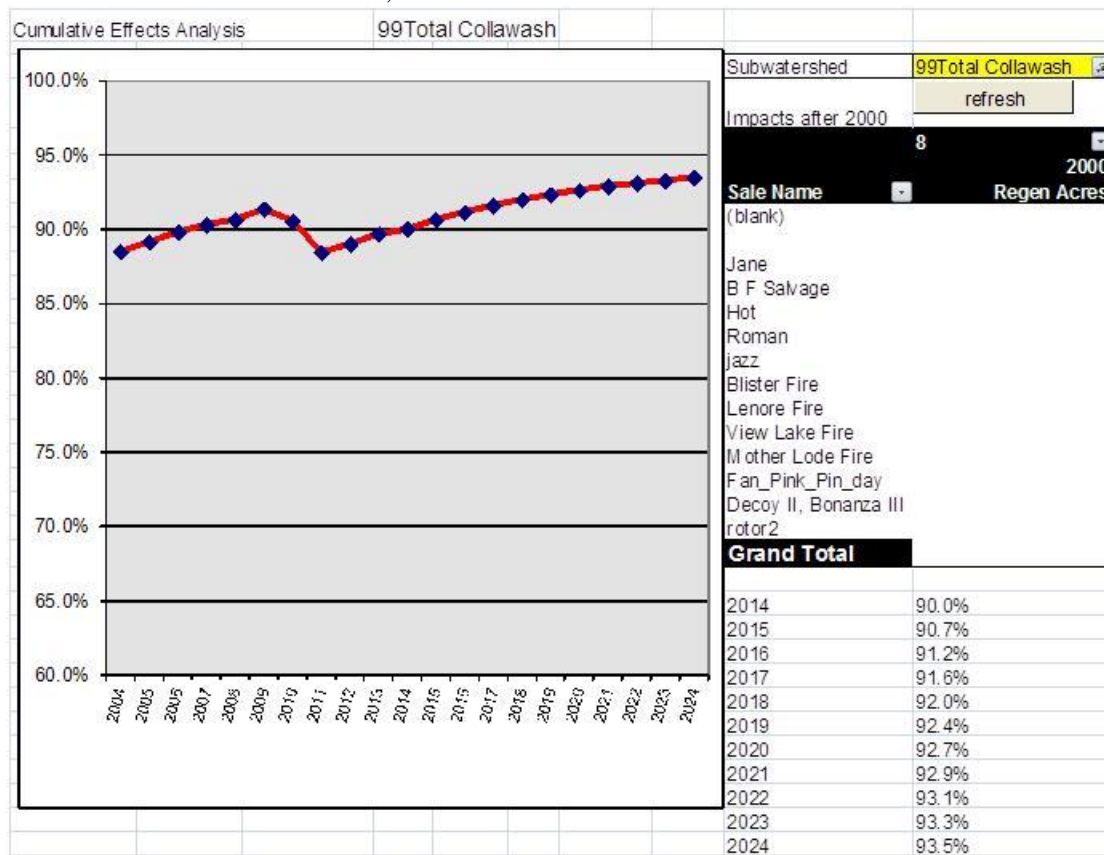 Cumulative Effects Analysis 99Total Collawash
100.0%
95.0%
90.0%
85.0%
80.0%
75.0%
70.0%
65.0%
60.0%
2004 2005 2006 2007 2008 2009 2010 2011 2012 2013 2014 2015 2016 2017 2018 2019 2020 2021 2022 2023 2024
Subwatershed 99Total Collawash
refresh
Impacts after 2000
8
2000
Sale Name Regen Acres
(blank)
Jane
B F Salvage
Hot
Roman
jazz
Blister Fire
Lenore Fire
View Lake Fire
Mother Lode Fire
Fan_Pink_Pin_day
Decoy II, Bonanza III
rotor2
Grand Total
2014 90.0%
2015 90.7%
2016 91.2%
2017 91.6%
2018 92.0%
2019 92.4%
2020 92.7%
2021 92.9%
2022 93.1%
2023 93.3%
2024 93.5%